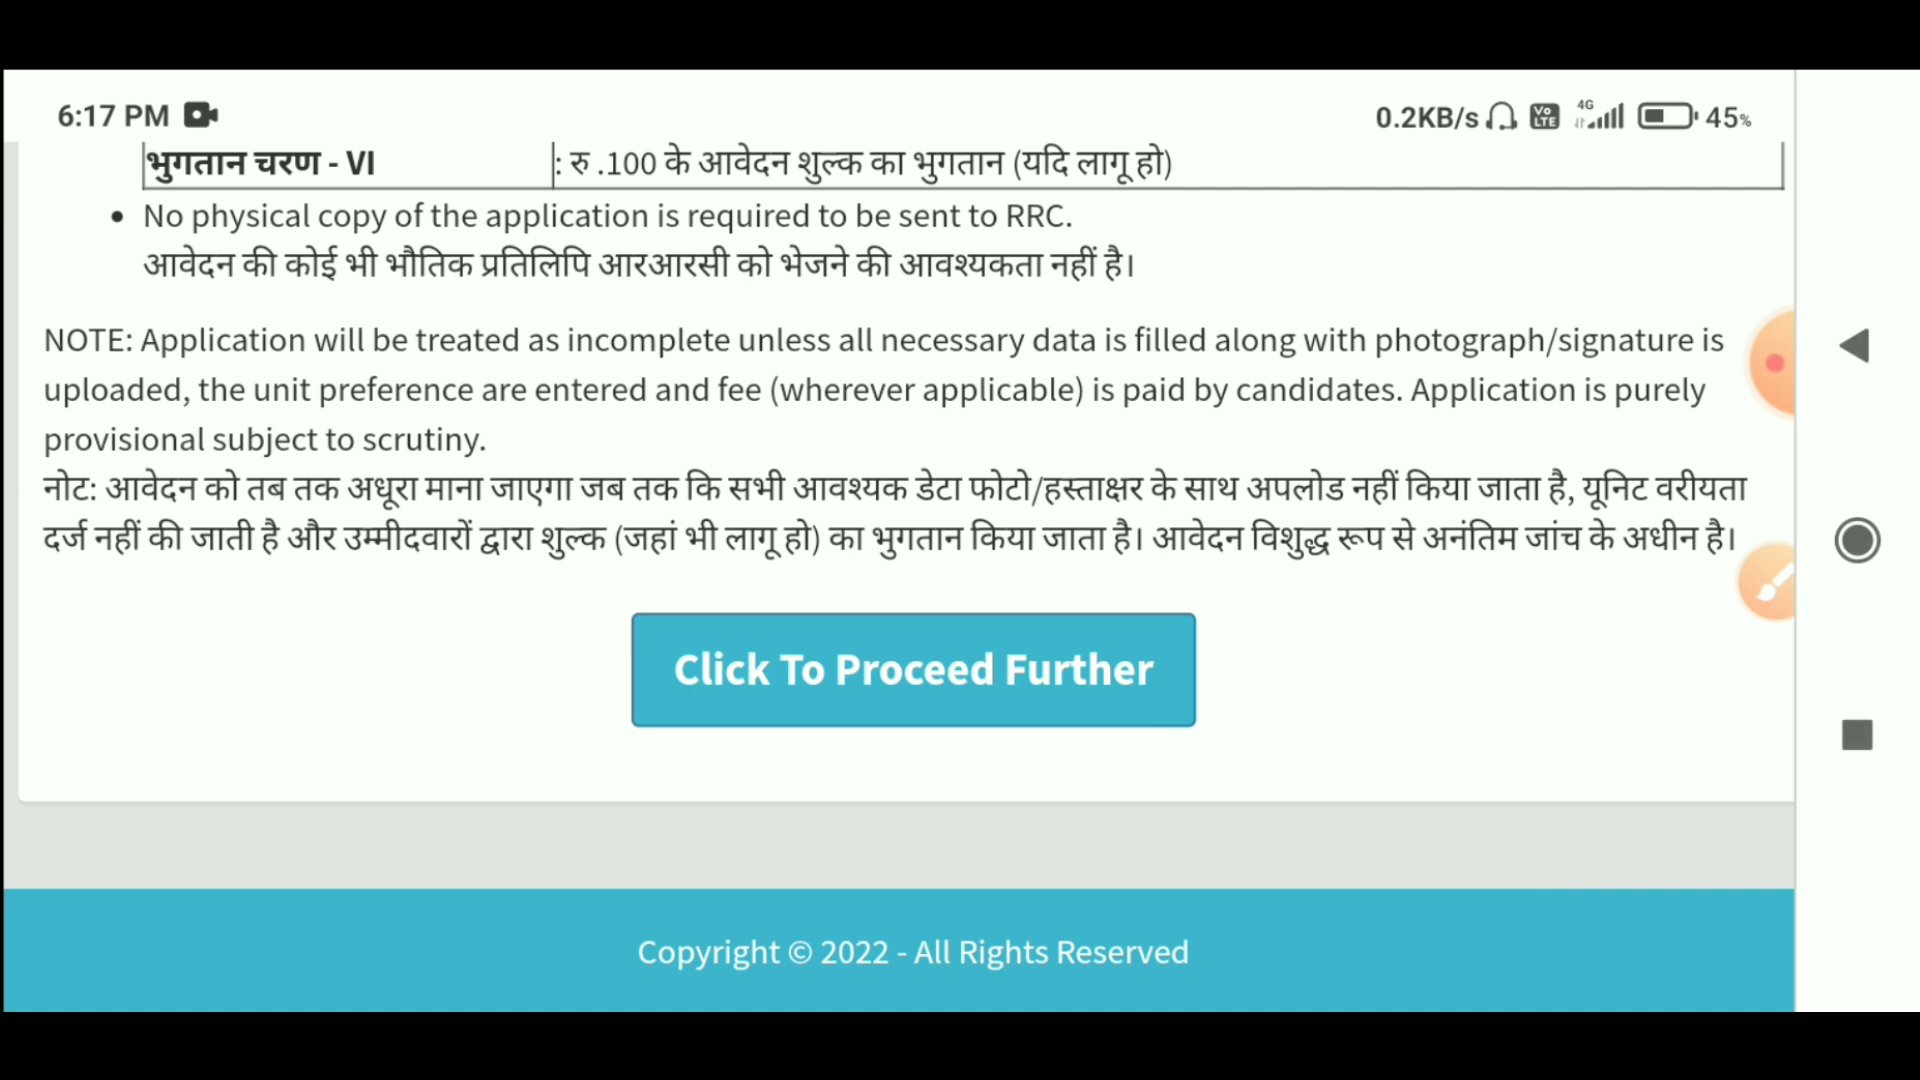 6:17 PM
0.2KB/s Vo LTE 4G 45%
भुगतान चरण - VI : रु .100 के आवेदन शुल्क का भुगतान (यदि लागू हो)
• No physical copy of the application is required to be sent to RRC.
आवेदन की कोई भी भौतिक प्रतिलिपि आरआरसी को भेजने की आवश्यकता नहीं है।
NOTE: Application will be treated as incomplete unless all necessary data is filled along with photograph/signature is
uploaded, the unit preference are entered and fee (wherever applicable) is paid by candidates. Application is purely
provisional subject to scrutiny.
नोट: आवेदन को तब तक अधूरा माना जाएगा जब तक कि सभी आवश्यक डेटा फोटो/हस्ताक्षर के साथ अपलोड नहीं किया जाता है, यूनिट वरीयता
दर्ज नहीं की जाती है और उम्मीदवारों द्वारा शुल्क (जहां भी लागू हो) का भुगतान किया जाता है। आवेदन विशुद्ध रूप से अनंतिम जांच के अधीन है।
Click To Proceed Further
Copyright © 2022 - All Rights Reserved